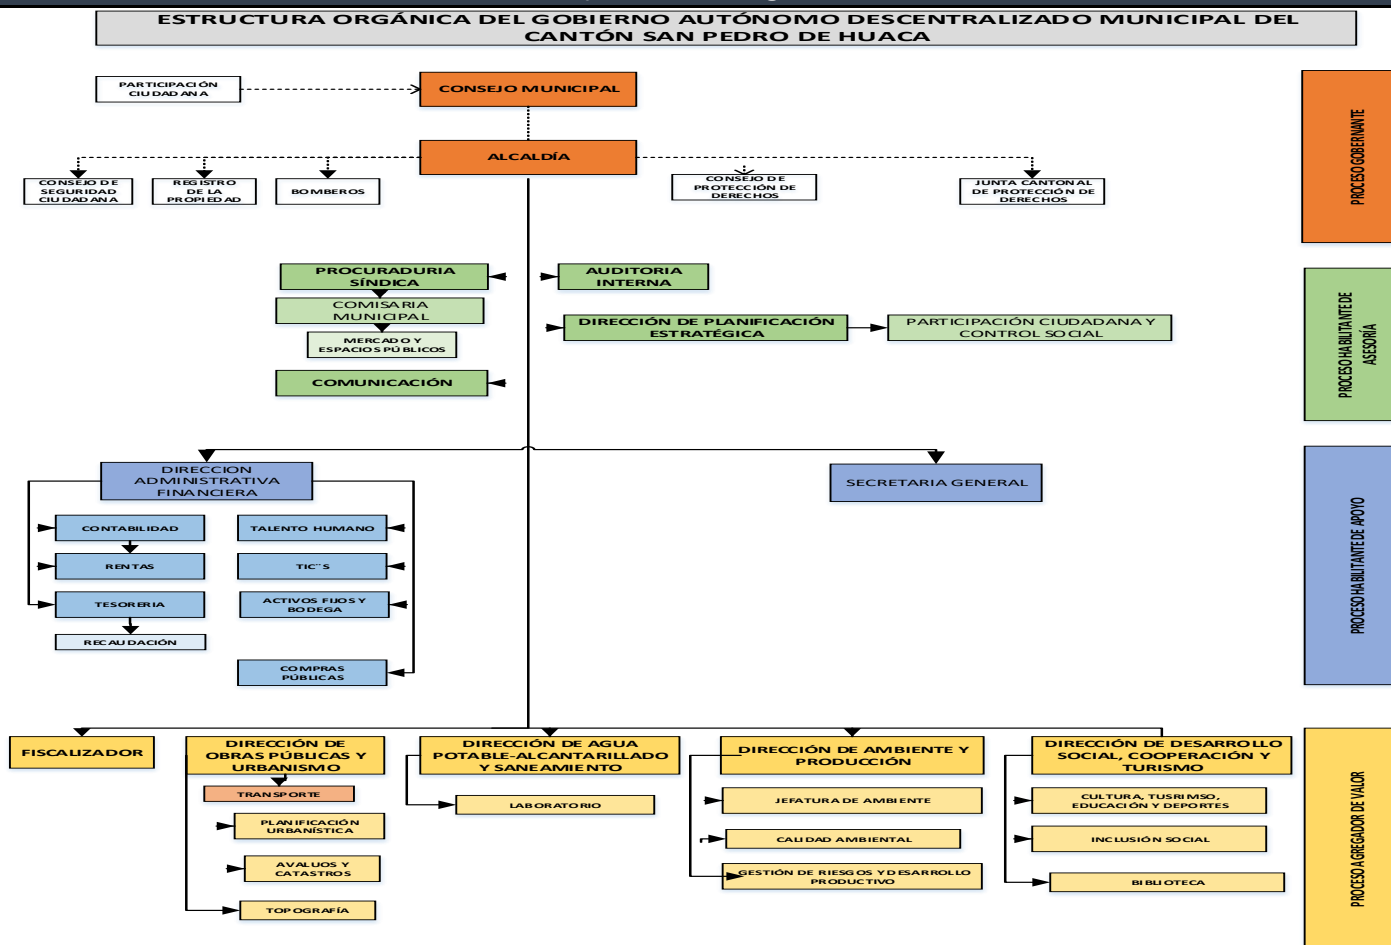 ESTRUCTURA ORGÁNICA DEL GOBIERNO AUTÓNOMO DESCENTRALIZADO MUNICIPAL DEL
CANTÓN SAN PEDRO DE HUACA
PARTICIPACIÓN
CIUDADANA
CONSEJO MUNICIPAL
ALCALDÍA
CONSEJO DE
SEGURIDAD
CIUDADANA
REGISTRO
DE LA
PROPIEDAD
BOMBEROS
CONSEJO DE
PROTECCIÓN DE
DERECHOS
JUNTA CANTONAL
DE PROTECCIÓN DE
DERECHOS
PROCESO GOBERNANTE
PROCURADURIA
SÍNDICA
AUDITORIA
INTERNA
COMISARIA
MUNICIPAL
DIRECCIÓN DE PLANIFICACIÓN
ESTRATÉGICA
PARTICIPACIÓN CIUDADANA Y
CONTROL SOCIAL
MERCADO Y
ESPACIOS PÚBLICOS
COMUNICACIÓN
PROCESO HABILITANTE DE
ASESORÍA
DIRECCION
ADMINISTRATIVA
FINANCIERA
SECRETARIA GENERAL
CONTABILIDAD
TALENTO HUMANO
RENTAS
TIC¨S
TESORERIA
ACTIVOS FIJOS Y
BODEGA
RECAUDACIÓN
COMPRAS
PÚBLICAS
PROCESO HABILITANTE DE APOYO
FISCALIZADOR
DIRECCIÓN DE
OBRAS PÚBLICAS Y
URBANISMO
DIRECCIÓN DE AGUA
POTABLE-ALCANTARILLADO
Y SANEAMIENTO
DIRECCIÓN DE AMBIENTE Y
PRODUCCIÓN
DIRECCIÓN DE DESARROLLO
SOCIAL, COOPERACIÓN Y
TURISMO
TRANSPORTE
PLANIFICACIÓN
URBANÍSTICA
AVALUOS Y
CATASTROS
TOPOGRAFÍA
LABORATORIO
JEFATURA DE AMBIENTE
CALIDAD AMBIENTAL
GESTIÓN DE RIESGOS Y DESARROLLO
PRODUCTIVO
CULTURA, TUSRIMSO,
EDUCACIÓN Y DEPORTES
INCLUSIÓN SOCIAL
BIBLIOTECA
PROCESO AGREGADOR DE VALOR